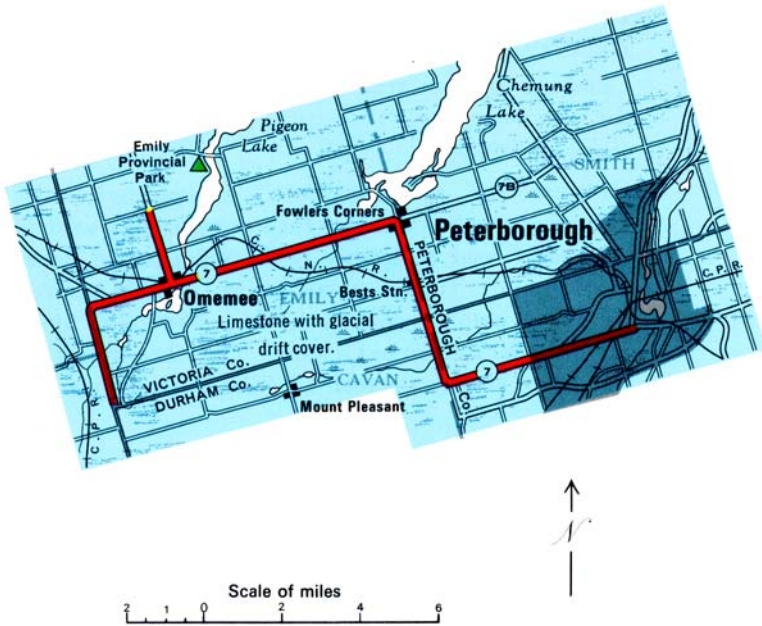 Chemung
Lake
Pigeon
Lake
Emily
Provincial
Park
SMITH
7B
Fowlers Corners
Peterborough
C. N. R.
7
PETERBOROUGH Co.
C. P. R.
Omemee
EMILY
Bests Stn.
Limestone with glacial
drift cover.
VICTORIA Co.
DURHAM Co.
CAVAN
7
Mount Pleasant
C. P. R.
N
Scale of miles
2 1 0 2 4 6